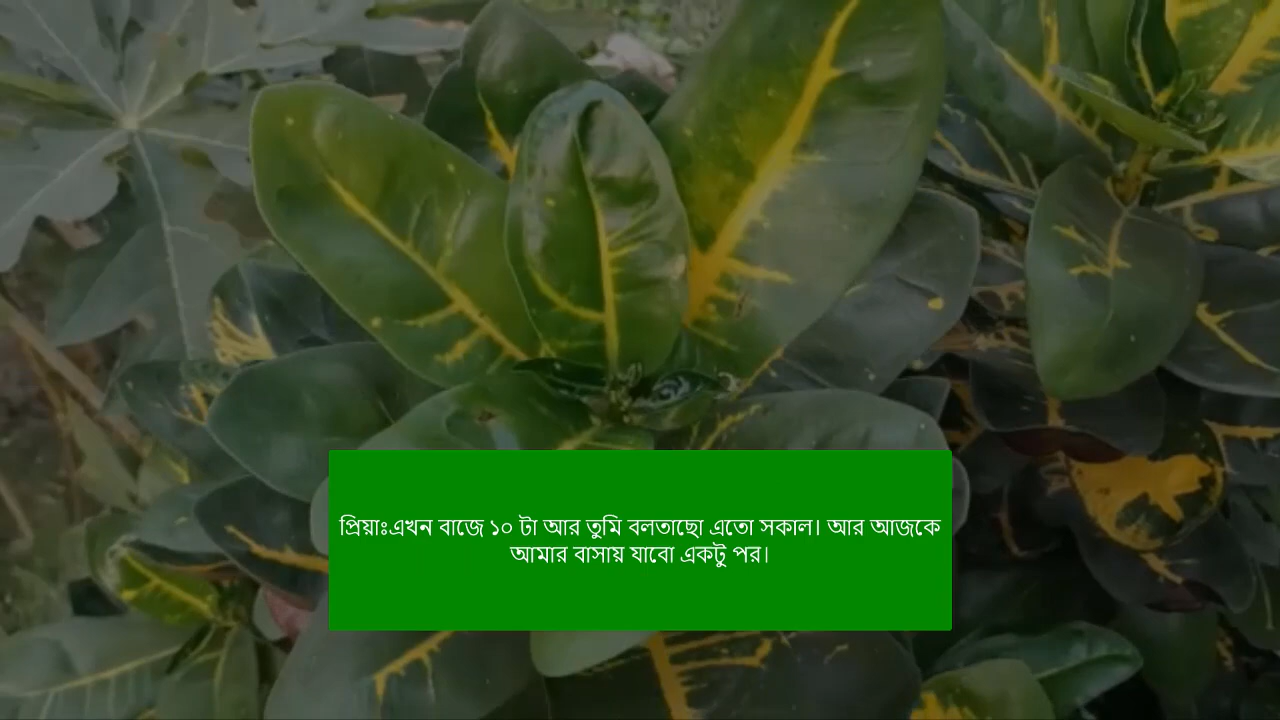 প্রিয়াঃএখন বাজে ১০ টা আর তুমি বলতাছো এতো সকাল। আর আজকে
আমার বাসায় যাবো একটু পর।